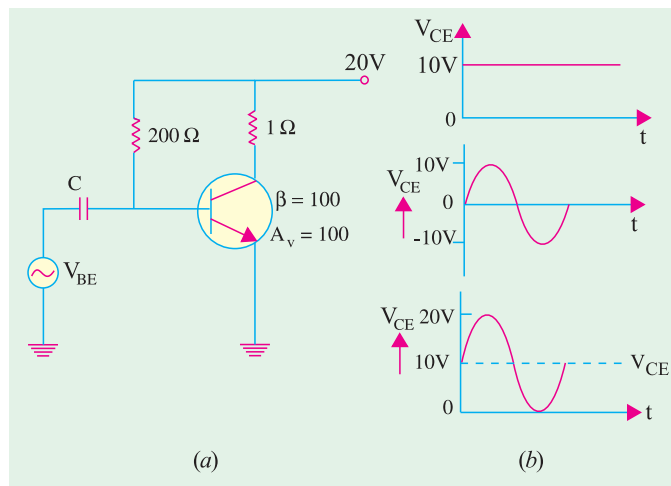 20V
200 Ω
1 Ω
C
β = 100
A_v = 100
V_BE
(a)
V_CE
10V
0
t
10V
V_CE
0
-10V
t
V_CE 20V
10V
V_CE
0
t
(b)